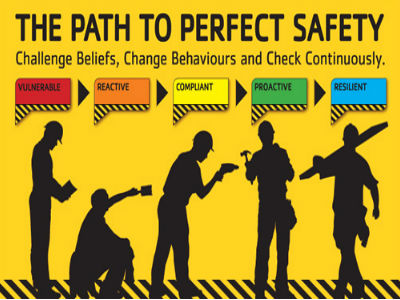 THE PATH TO PERFECT SAFETY
Challenge Beliefs, Change Behaviours and Check Continuously.
VULNERABLE REACTIVE COMPLIANT PROACTIVE RESILIENT